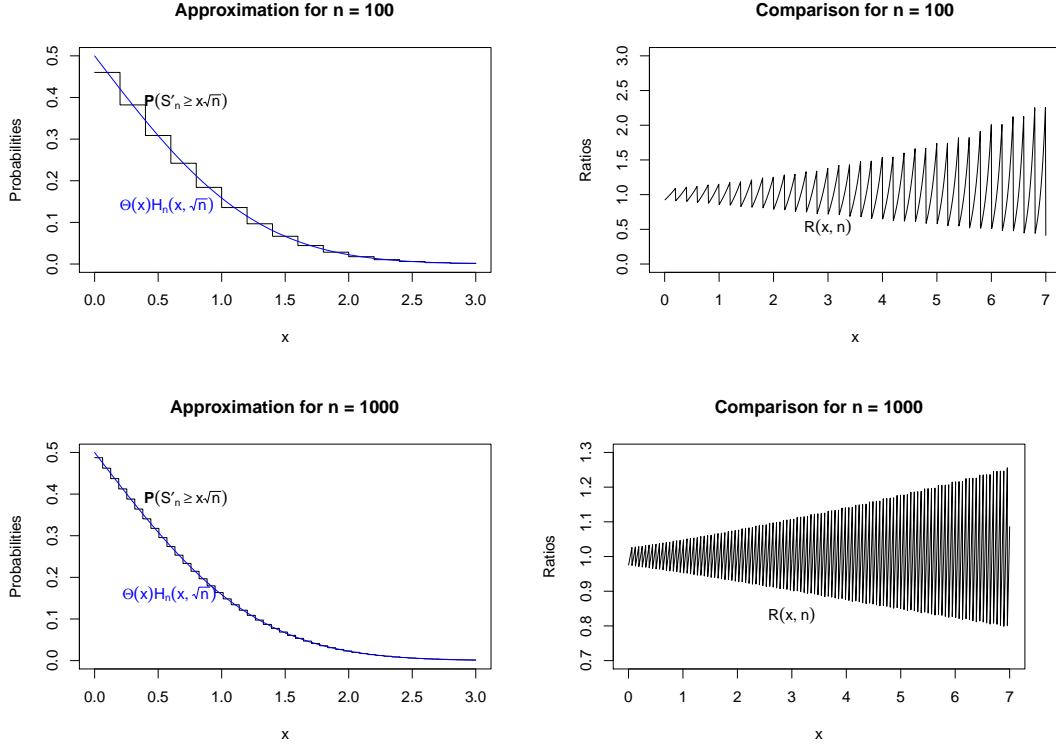 Approximation for n = 100
Probabilities
0.5
0.4
0.3
0.2
0.1
0.0
P(S′ₙ ≥ x√n)
Θ(x)Hₙ(x, √n)
0.0 0.5 1.0 1.5 2.0 2.5 3.0
x
Comparison for n = 100
Ratios
3.0
2.5
2.0
1.5
1.0
0.5
0.0
R(x, n)
0 1 2 3 4 5 6 7
x
Approximation for n = 1000
Probabilities
0.5
0.4
0.3
0.2
0.1
0.0
P(S′ₙ ≥ x√n)
Θ(x)Hₙ(x, √n)
0.0 0.5 1.0 1.5 2.0 2.5 3.0
x
Comparison for n = 1000
Ratios
1.3
1.2
1.1
1.0
0.9
0.8
0.7
R(x, n)
0 1 2 3 4 5 6 7
x